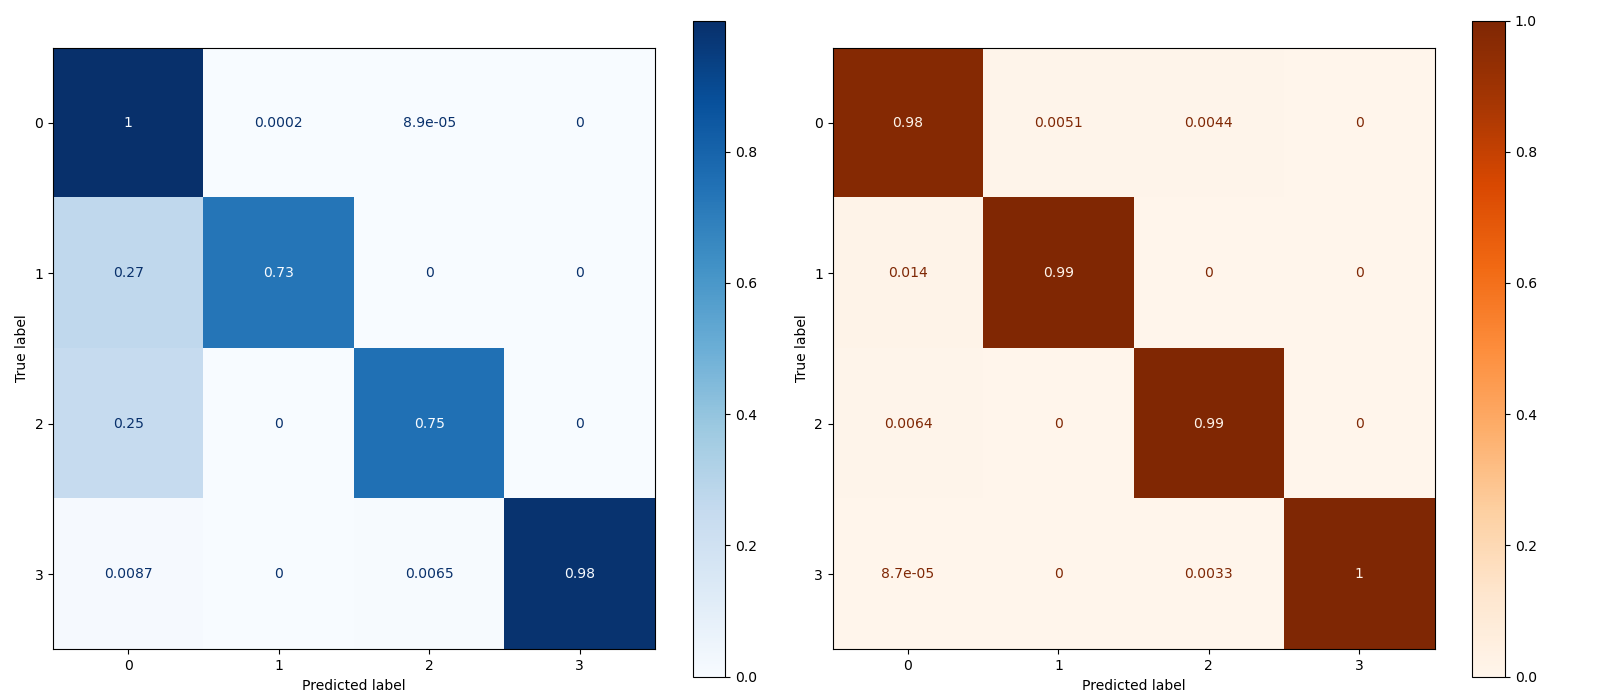 1 0.0002 8.9e-05 0
0.27 0.73 0 0
0.25 0 0.75 0
0.0087 0 0.0065 0.98
0
1
2
3
True label
0 1 2 3
Predicted label
0.8
0.6
0.4
0.2
0.0
0.98 0.0051 0.0044 0
0.014 0.99 0 0
0.0064 0 0.99 0
8.7e-05 0 0.0033 1
0
1
2
3
True label
0 1 2 3
Predicted label
1.0
0.8
0.6
0.4
0.2
0.0